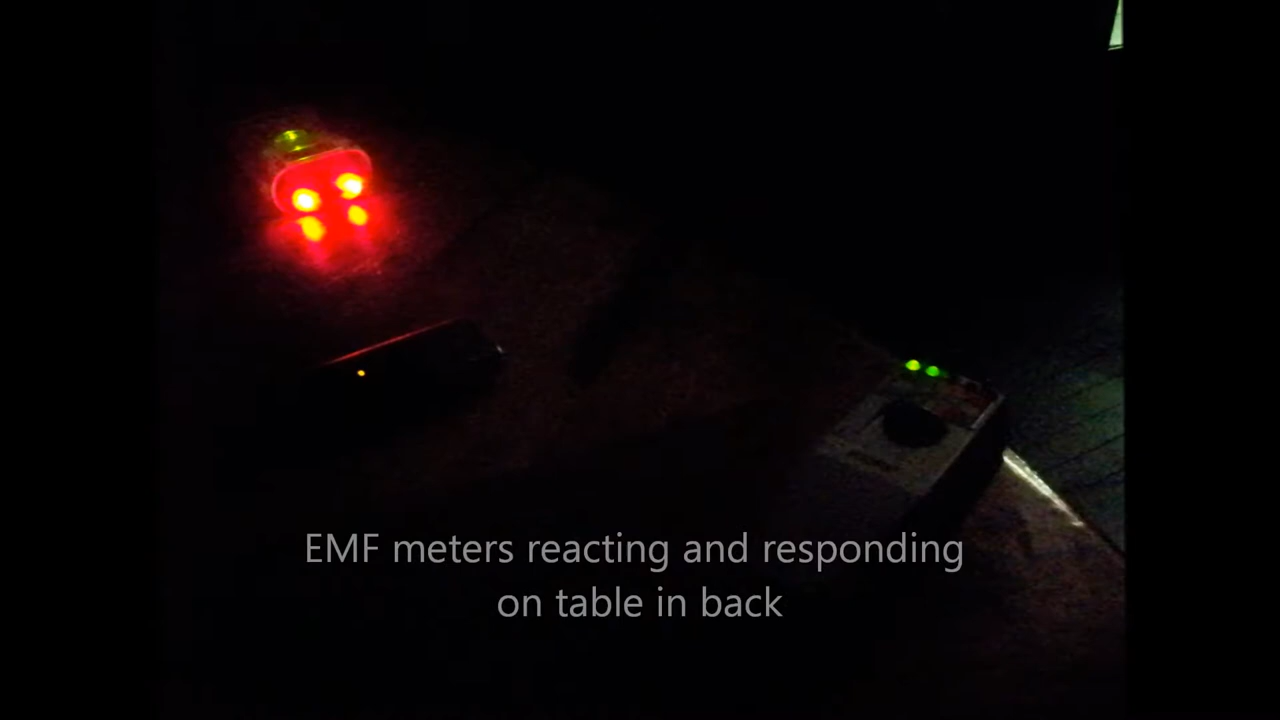 EMF meters reacting and responding
on table in back